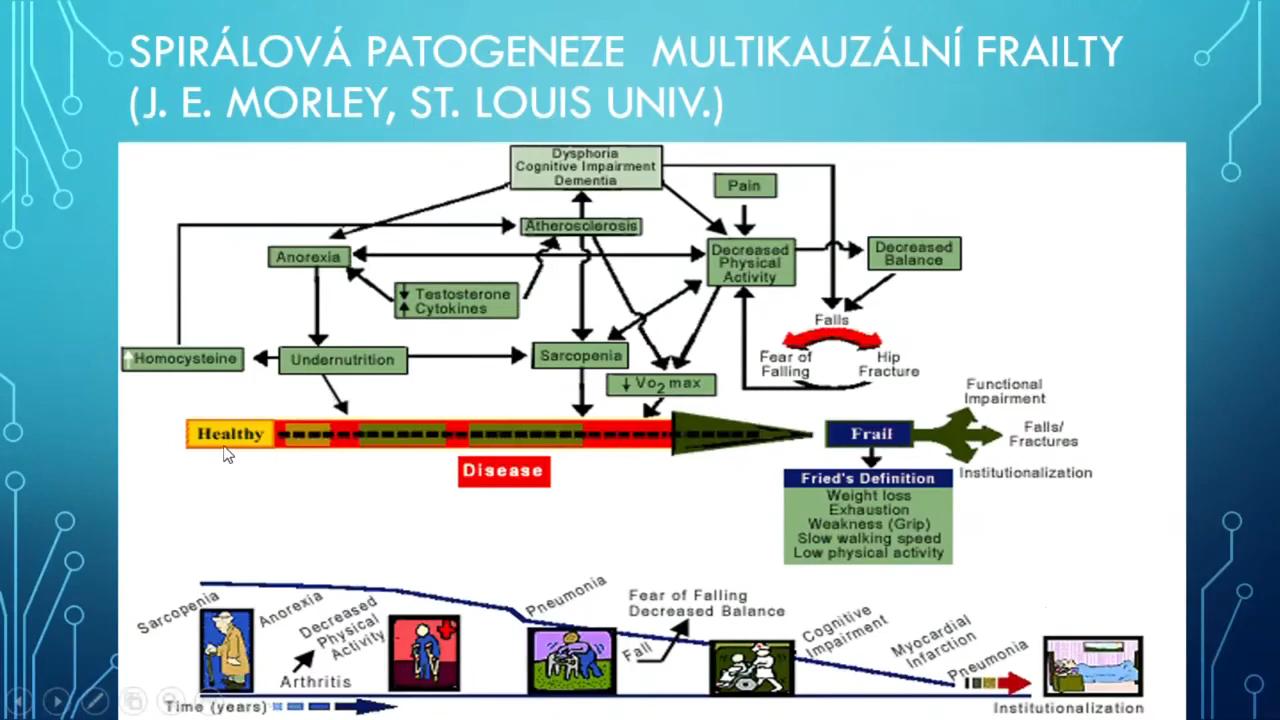 SPIRÁLOVÁ PATOGENEZE MULTIKAUZÁLNÍ FRAILTY
(J. E. MORLEY, ST. LOUIS UNIV.)
Dysphoria
Cognitive Impairment
Dementia
Pain
Atherosclerosis
Anorexia
Decreased
Physical
Activity
Decreased
Balance
Testosterone
Cytokines
Falls
Fear of
Falling
Hip
Fracture
Homocysteine
Undernutrition
Sarcopenia
Vo2 max
Functional
Impairment
Healthy
Frail
Falls/
Fractures
Disease
Institutionalization
Fried's Definition
Weight loss
Exhaustion
Weakness (Grip)
Slow walking speed
Low physical activity
Sarcopenia
Anorexia
Decreased
Physical
Activity
Arthritis
Pneumonia
Fear of Falling
Decreased Balance
Fall
Cognitive
Impairment
Myocardial
Infarction
Pneumonia
Time (years)
Institutionalization